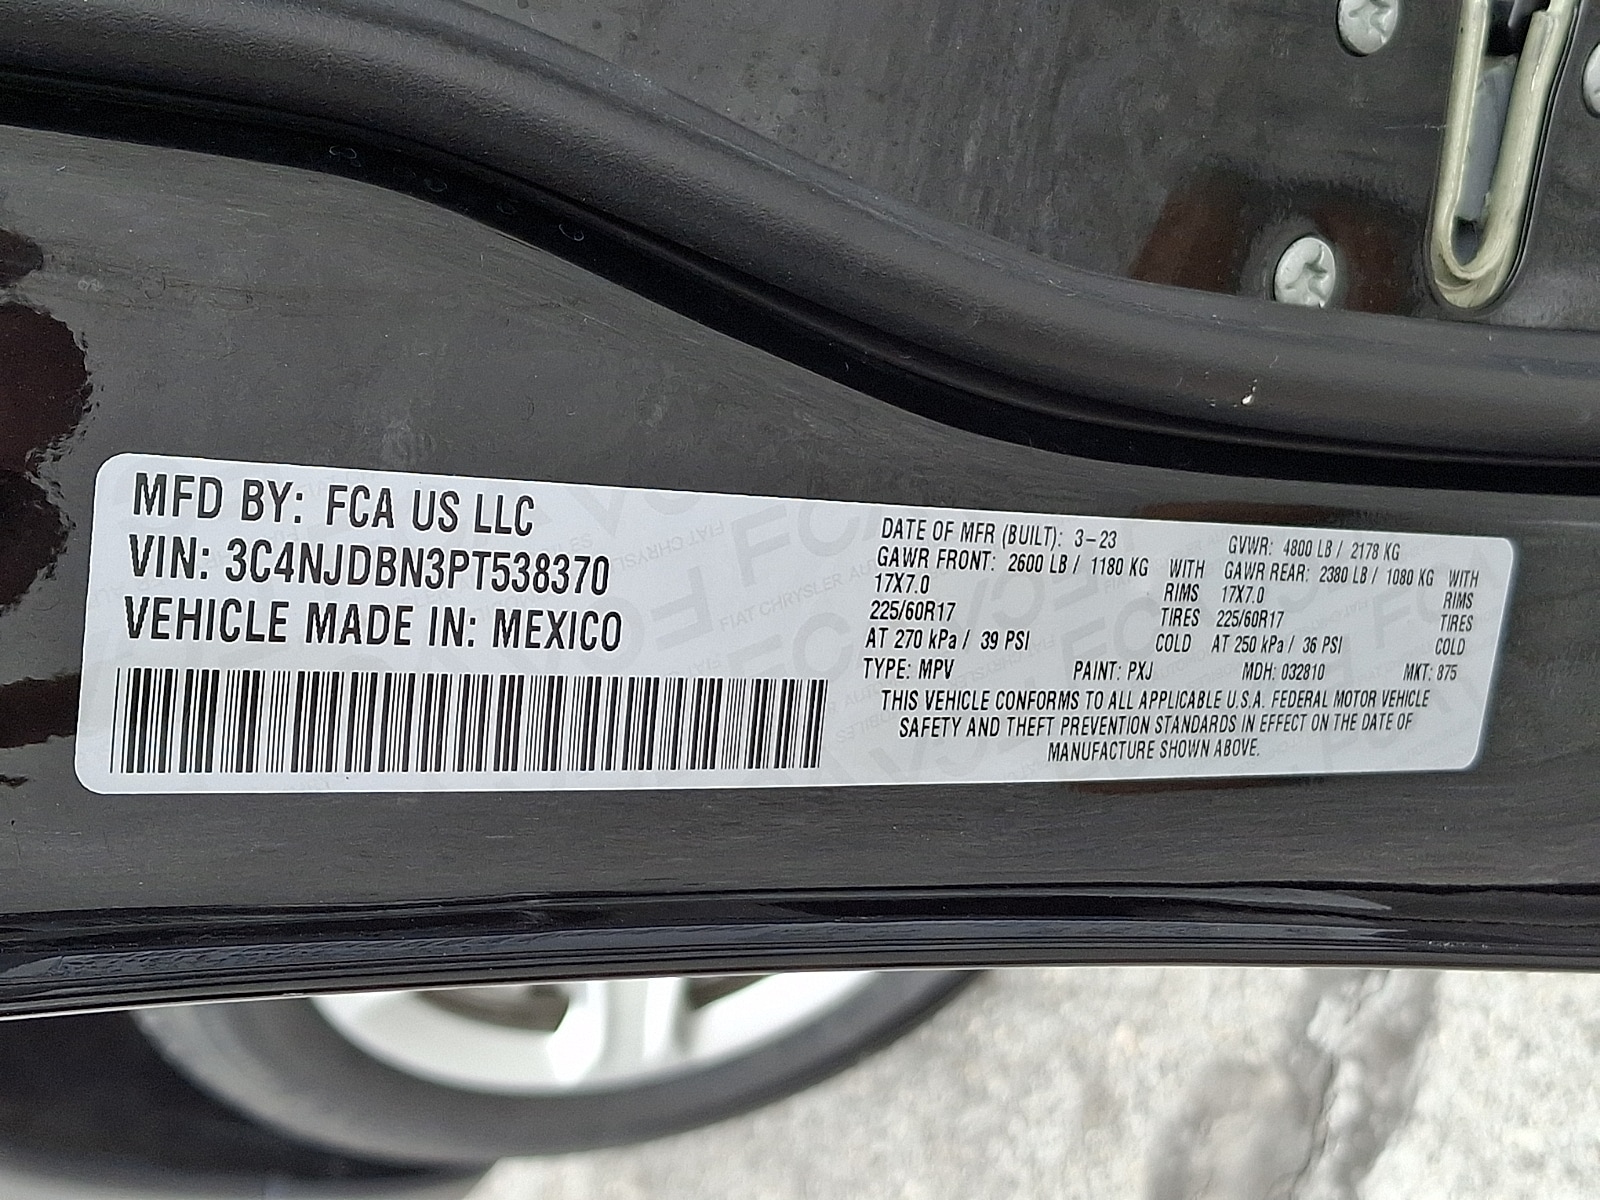 MFD BY: FCA US LLC
VIN: 3C4NJDBN3PT538370
VEHICLE MADE IN: MEXICO
DATE OF MFR (BUILT): 3-23 GVWR: 4800 LB / 2178 KG
GAWR FRONT: 2600 LB / 1180 KG WITH GAWR REAR: 2380 LB / 1080 KG WITH
17X7.0 RIMS 17X7.0 RIMS
225/60R17 TIRES 225/60R17 TIRES
AT 270 kPa / 39 PSI COLD AT 250 kPa / 36 PSI COLD
TYPE: MPV PAINT: PXJ MDH: 032810 MKT: 875
THIS VEHICLE CONFORMS TO ALL APPLICABLE U.S.A. FEDERAL MOTOR VEHICLE
SAFETY AND THEFT PREVENTION STANDARDS IN EFFECT ON THE DATE OF
MANUFACTURE SHOWN ABOVE.